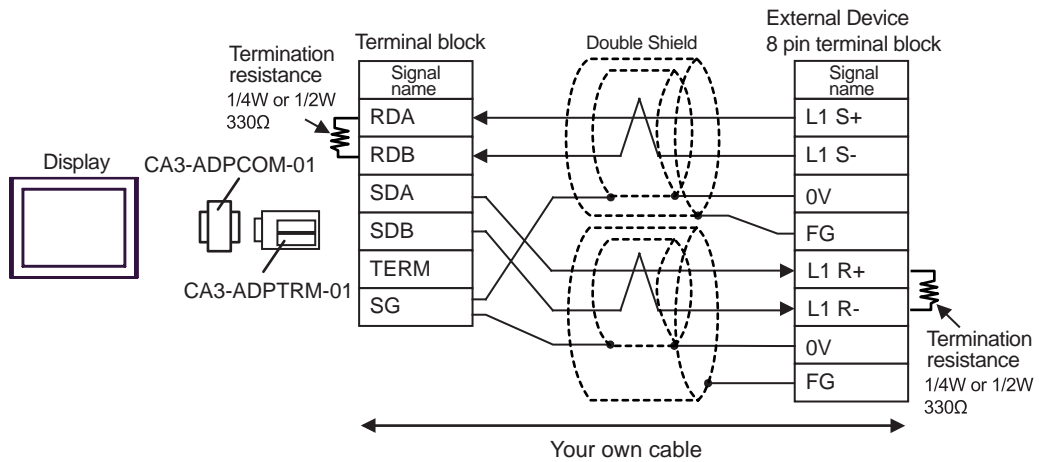 External Device
8 pin terminal block
Terminal block
Double Shield
Termination
resistance
1/4W or 1/2W
330Ω
Signal
name
RDA
RDB
SDA
SDB
TERM
SG
Signal
name
L1 S+
L1 S-
0V
FG
L1 R+
L1 R-
0V
FG
Display
CA3-ADPCOM-01
CA3-ADPTRM-01
Termination
resistance
1/4W or 1/2W
330Ω
Your own cable